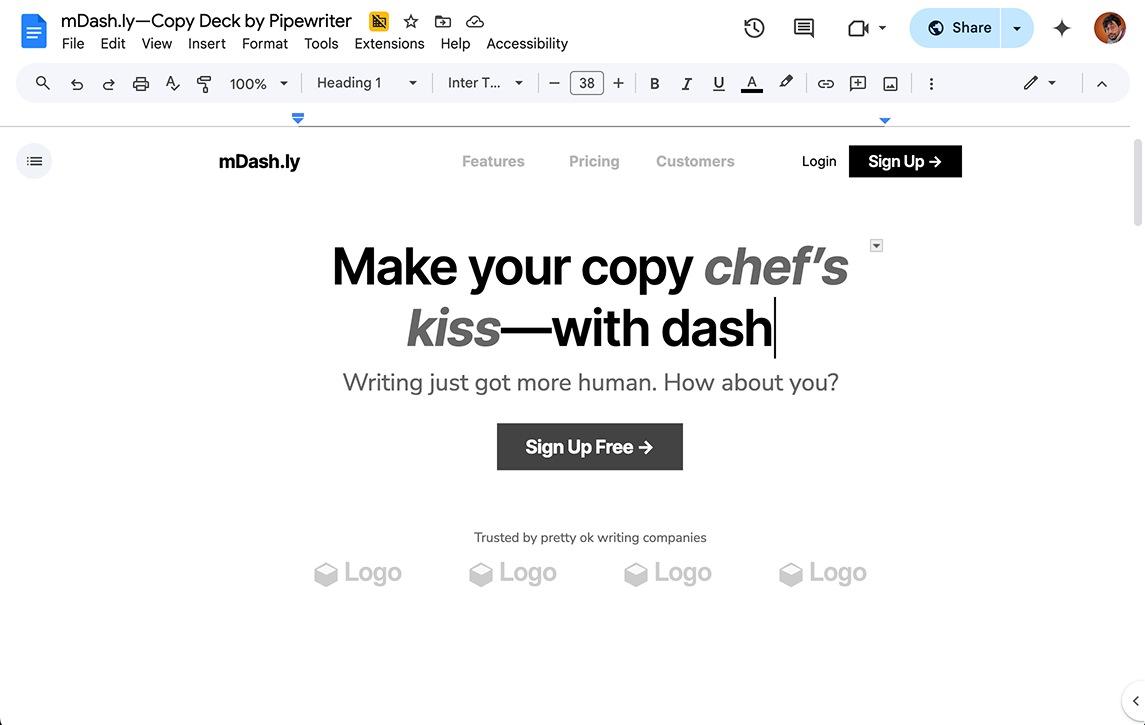 mDash.ly—Copy Deck by Pipewriter
File Edit View Insert Format Tools Extensions Help Accessibility
Share
100% Heading 1 Inter T... 38 B I U A
mDash.ly Features Pricing Customers Login Sign Up →
Make your copy chef’s
kiss—with dash
Writing just got more human. How about you?
Sign Up Free →
Trusted by pretty ok writing companies
Logo Logo Logo Logo